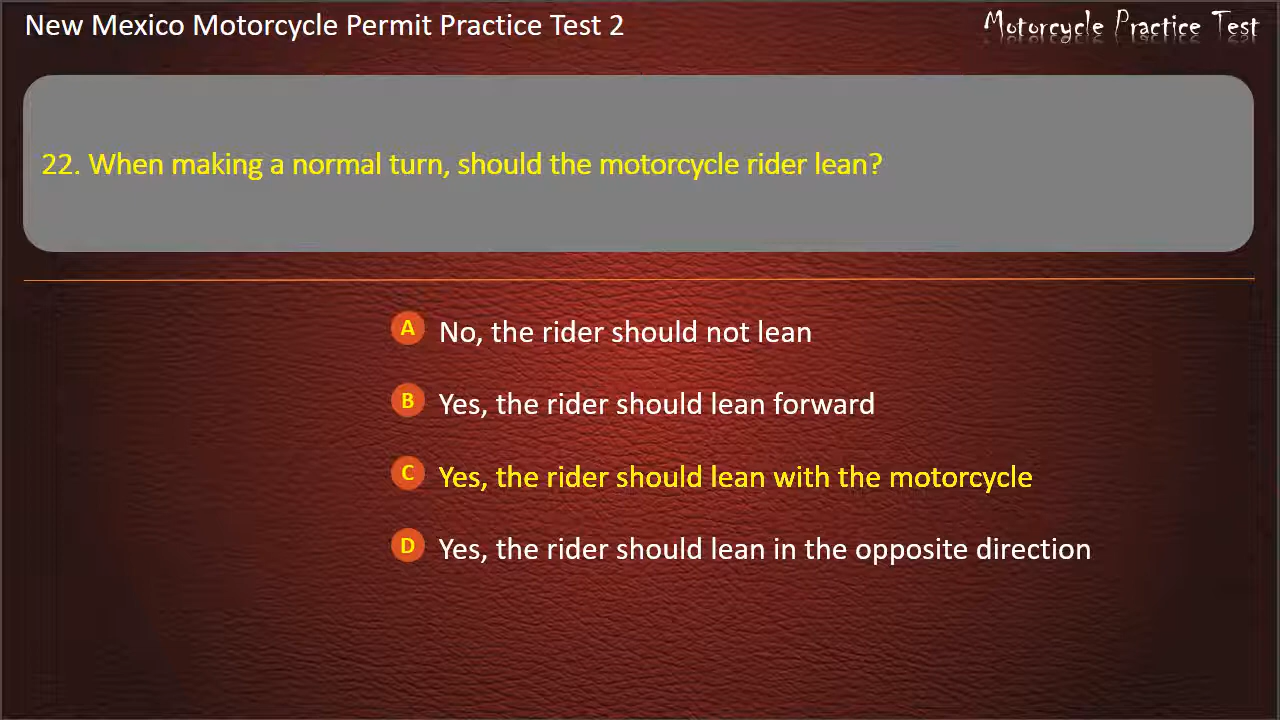 New Mexico Motorcycle Permit Practice Test 2
Motorcycle Practice Test
22. When making a normal turn, should the motorcycle rider lean?
A No, the rider should not lean
B Yes, the rider should lean forward
C Yes, the rider should lean with the motorcycle
D Yes, the rider should lean in the opposite direction